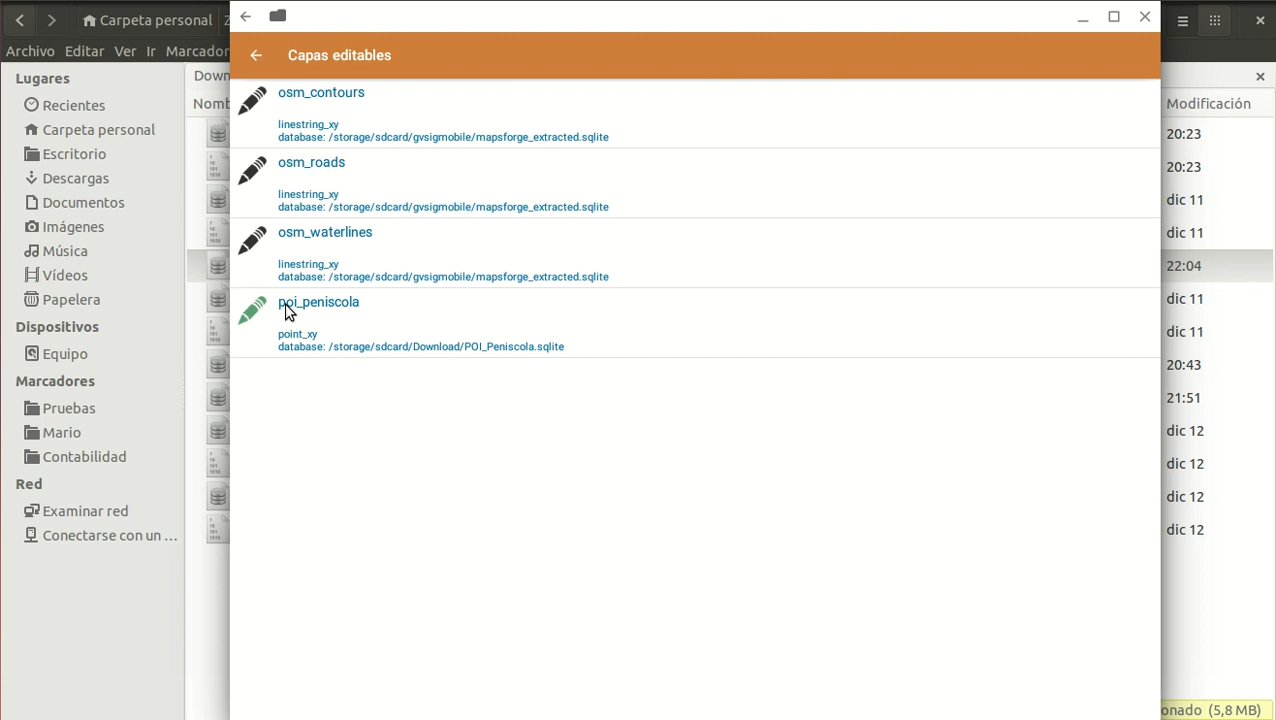 Carpeta personal
Archivo Editar Ver Ir Marcador
Lugares
Recientes
Carpeta personal
Escritorio
Descargas
Documentos
Imágenes
Música
Vídeos
Papelera
Dispositivos
Equipo
Marcadores
Pruebas
Mario
Contabilidad
Red
Examinar red
Conectarse con un ...
Down
Nomb
Capas editables
osm_contours
linestring_xy
database: /storage/sdcard/gvsigmobile/mapsforge_extracted.sqlite
osm_roads
linestring_xy
database: /storage/sdcard/gvsigmobile/mapsforge_extracted.sqlite
osm_waterlines
linestring_xy
database: /storage/sdcard/gvsigmobile/mapsforge_extracted.sqlite
poi_peniscola
point_xy
database: /storage/sdcard/Download/POI_Peniscola.sqlite
Modificación
20:23
20:23
dic 11
dic 11
22:04
dic 11
dic 11
20:43
21:51
dic 12
dic 12
dic 12
dic 12
onado (5,8 MB)